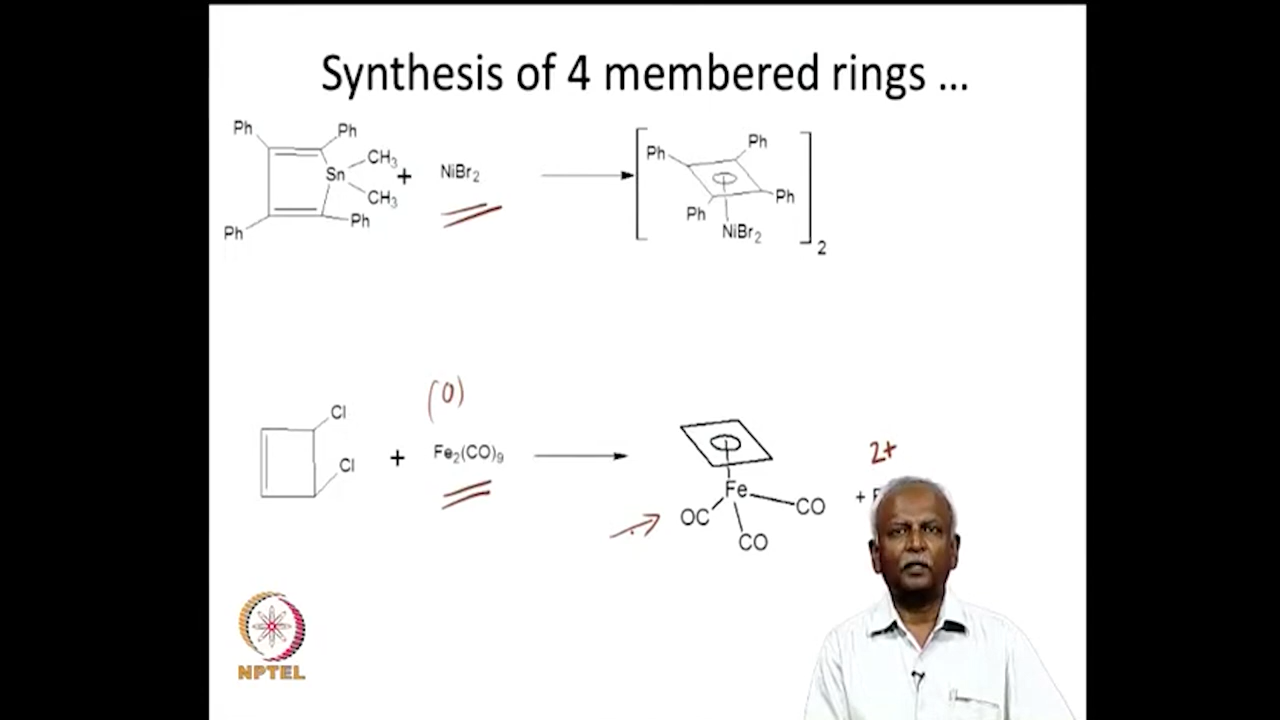 Synthesis of 4 membered rings ...
Ph Ph
Sn CH3
CH3
Ph Ph
+ NiBr2
Ph Ph
Ph Ph
NiBr2
2
(0)
Cl
Cl
+ Fe2(CO)9
Fe
OC CO
CO
2+
+ F
NPTEL